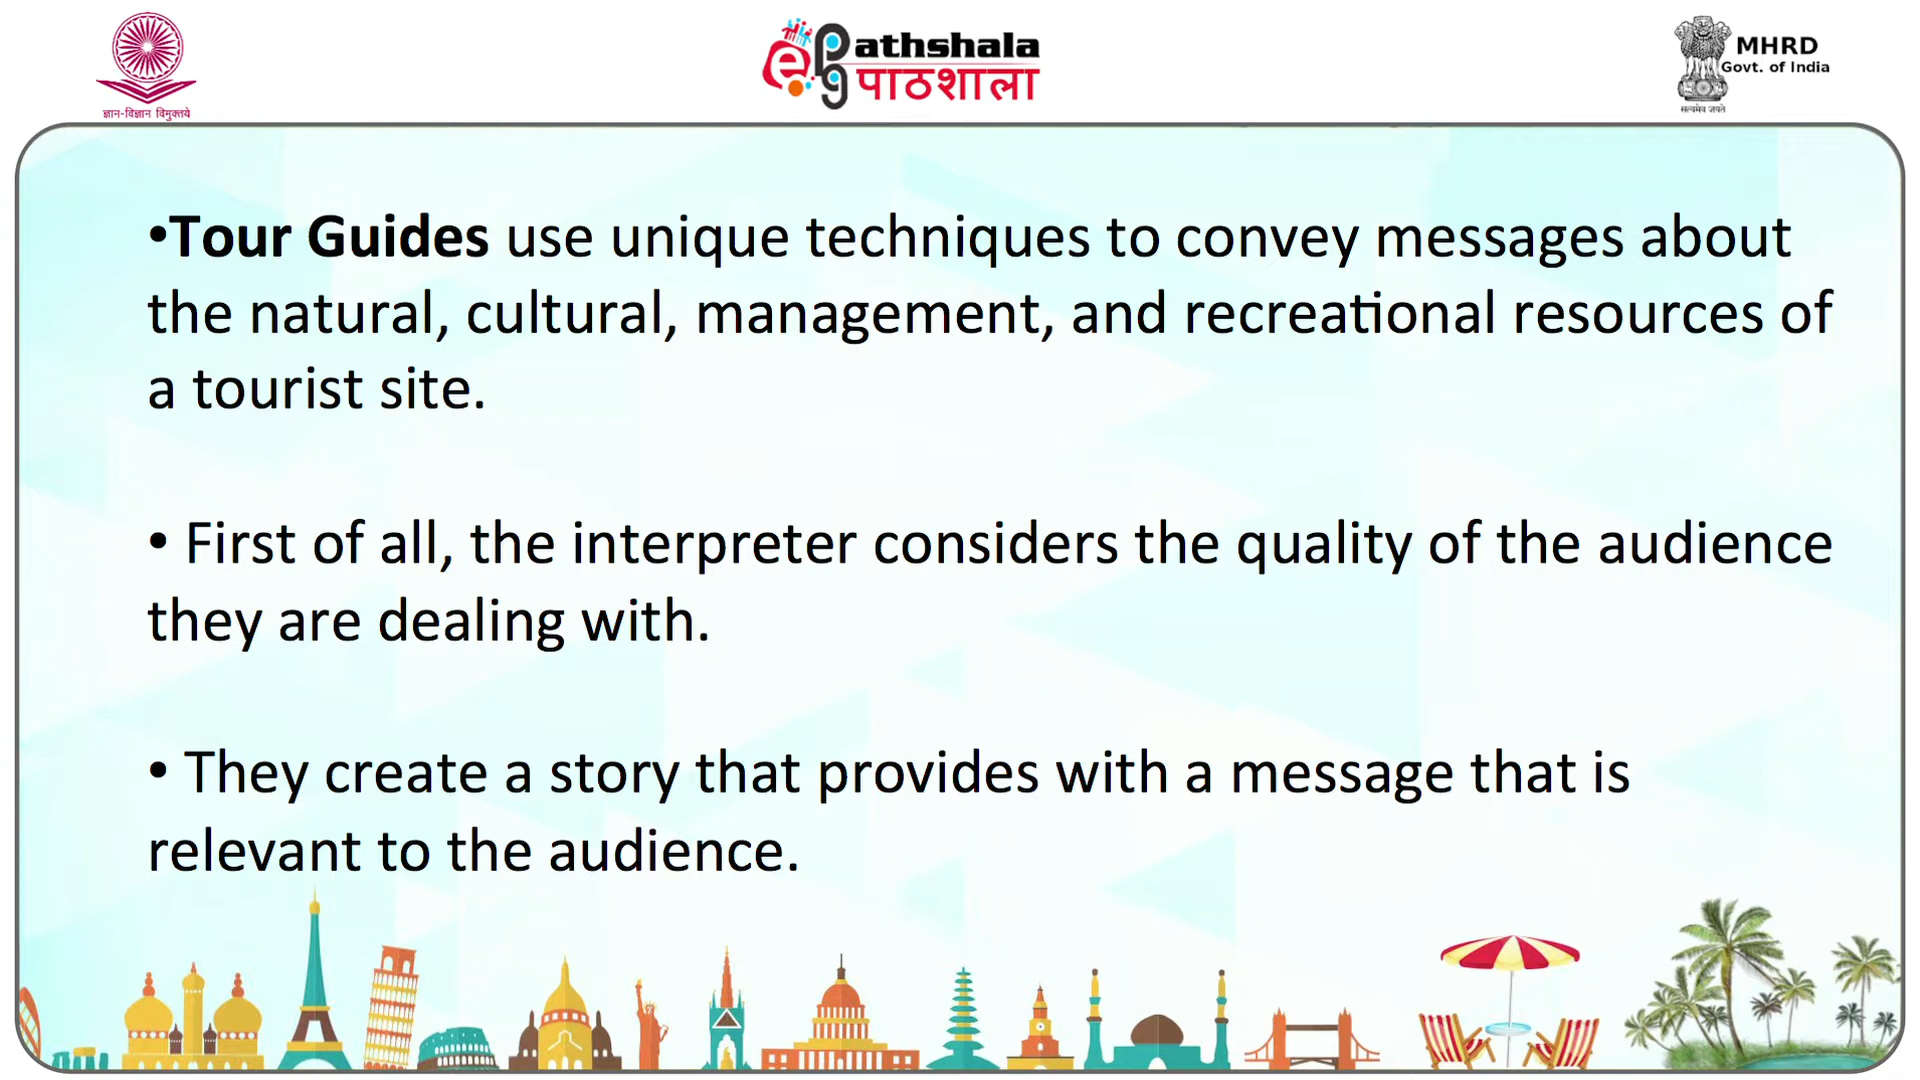 ज्ञान-विज्ञान विमुक्तये
ePG Pathshala
पाठशाला
MHRD
Govt. of India
सत्यमेव जयते
•Tour Guides use unique techniques to convey messages about
the natural, cultural, management, and recreational resources of
a tourist site.
• First of all, the interpreter considers the quality of the audience
they are dealing with.
• They create a story that provides with a message that is
relevant to the audience.